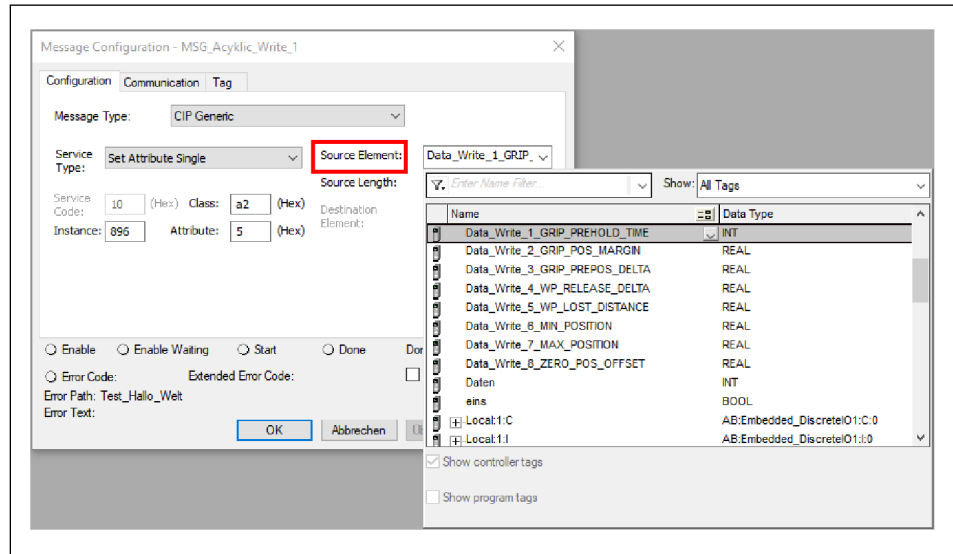 Message Configuration - MSG_Acyklic_Write_1
Configuration Communication Tag
Message Type: CIP Generic
Service Type: Set Attribute Single
Source Element: Data_Write_1_GRIP_
Source Length:
Service Code: 10 (Hex) Class: a2 (Hex)
Destination Element:
Instance: 896 Attribute: 5 (Hex)
Enable Enable Waiting Start Done
Error Code: Extended Error Code:
Error Path: Test_Hallo_Welt
Error Text:
OK Abbrechen
Enter Name Filter... Show: All Tags
Name Data Type
Data_Write_1_GRIP_PREHOLD_TIME INT
Data_Write_2_GRIP_POS_MARGIN REAL
Data_Write_3_GRIP_PREPOS_DELTA REAL
Data_Write_4_WP_RELEASE_DELTA REAL
Data_Write_5_WP_LOST_DISTANCE REAL
Data_Write_6_MIN_POSITION REAL
Data_Write_7_MAX_POSITION REAL
Data_Write_8_ZERO_POS_OFFSET REAL
Daten INT
eins BOOL
Local:1:C AB:Embedded_DiscreteIO1:C:0
Local:1:I AB:Embedded_DiscreteIO1:I:0
Show controller tags
Show program tags